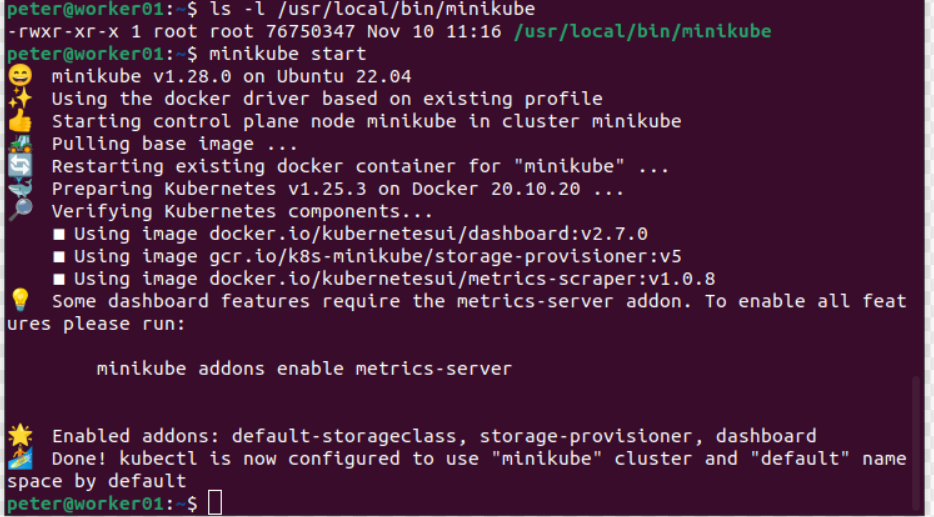 peter@worker01:~$ ls -l /usr/local/bin/minikube
-rwxr-xr-x 1 root root 76750347 Nov 10 11:16 /usr/local/bin/minikube
peter@worker01:~$ minikube start
😄  minikube v1.28.0 on Ubuntu 22.04
✨  Using the docker driver based on existing profile
👍  Starting control plane node minikube in cluster minikube
🚜  Pulling base image ...
🔄  Restarting existing docker container for "minikube" ...
🐳  Preparing Kubernetes v1.25.3 on Docker 20.10.20 ...
🔎  Verifying Kubernetes components...
    ▪ Using image docker.io/kubernetesui/dashboard:v2.7.0
    ▪ Using image gcr.io/k8s-minikube/storage-provisioner:v5
    ▪ Using image docker.io/kubernetesui/metrics-scraper:v1.0.8
💡  Some dashboard features require the metrics-server addon. To enable all feat
ures please run:
        minikube addons enable metrics-server
🌟  Enabled addons: default-storageclass, storage-provisioner, dashboard
🏄  Done! kubectl is now configured to use "minikube" cluster and "default" name
space by default
peter@worker01:~$